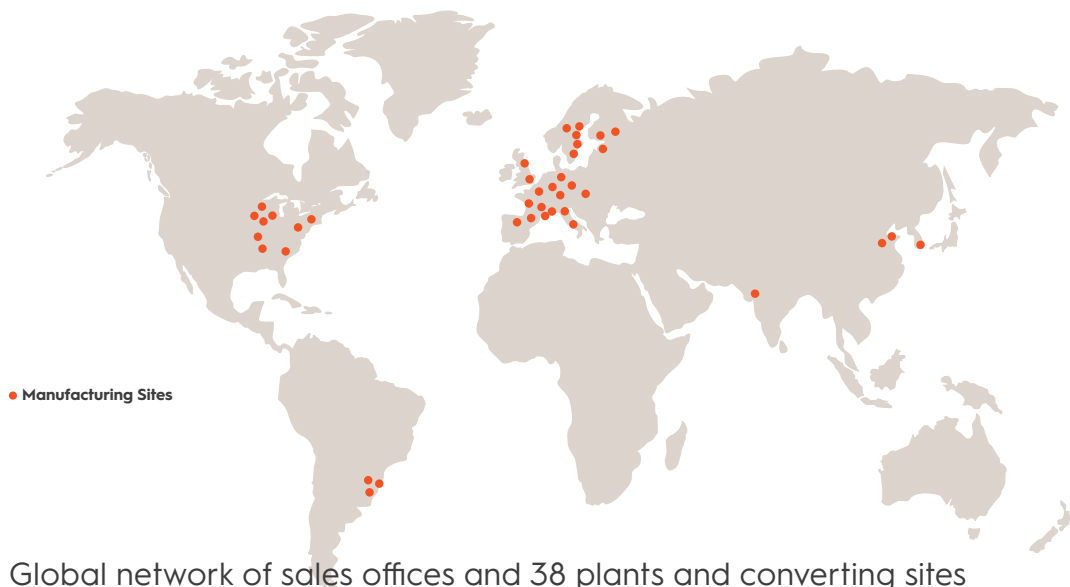 Manufacturing Sites
Global network of sales offices and 38 plants and converting sites